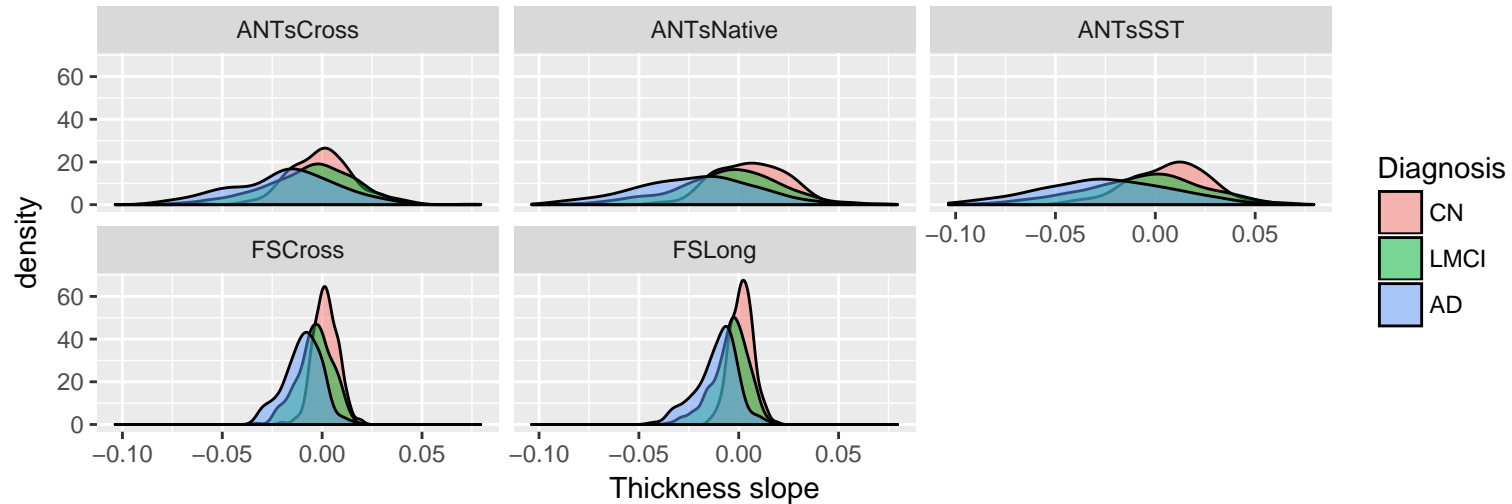 ANTsCross ANTsNative ANTsSST
60
40
20
0
−0.10 −0.05 0.00 0.05
FSCross FSLong
60
40
20
0
−0.10 −0.05 0.00 0.05 −0.10 −0.05 0.00 0.05
Thickness slope
density
Diagnosis
CN
LMCI
AD